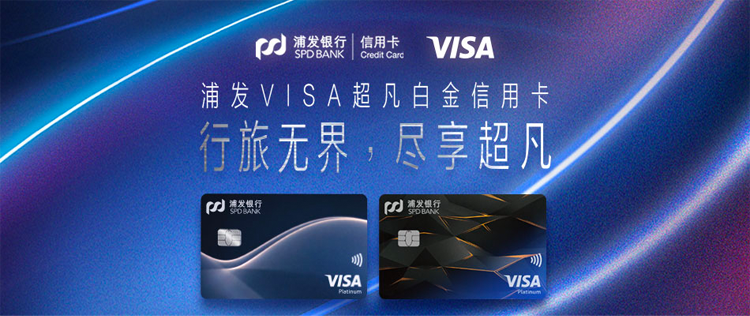 浦发银行 信用卡 VISA
SPD BANK Credit Card
浦发VISA超凡白金信用卡
行旅无界，尽享超凡
浦发银行
SPD BANK
VISA
Platinum
浦发银行
SPD BANK
VISA
Platinum